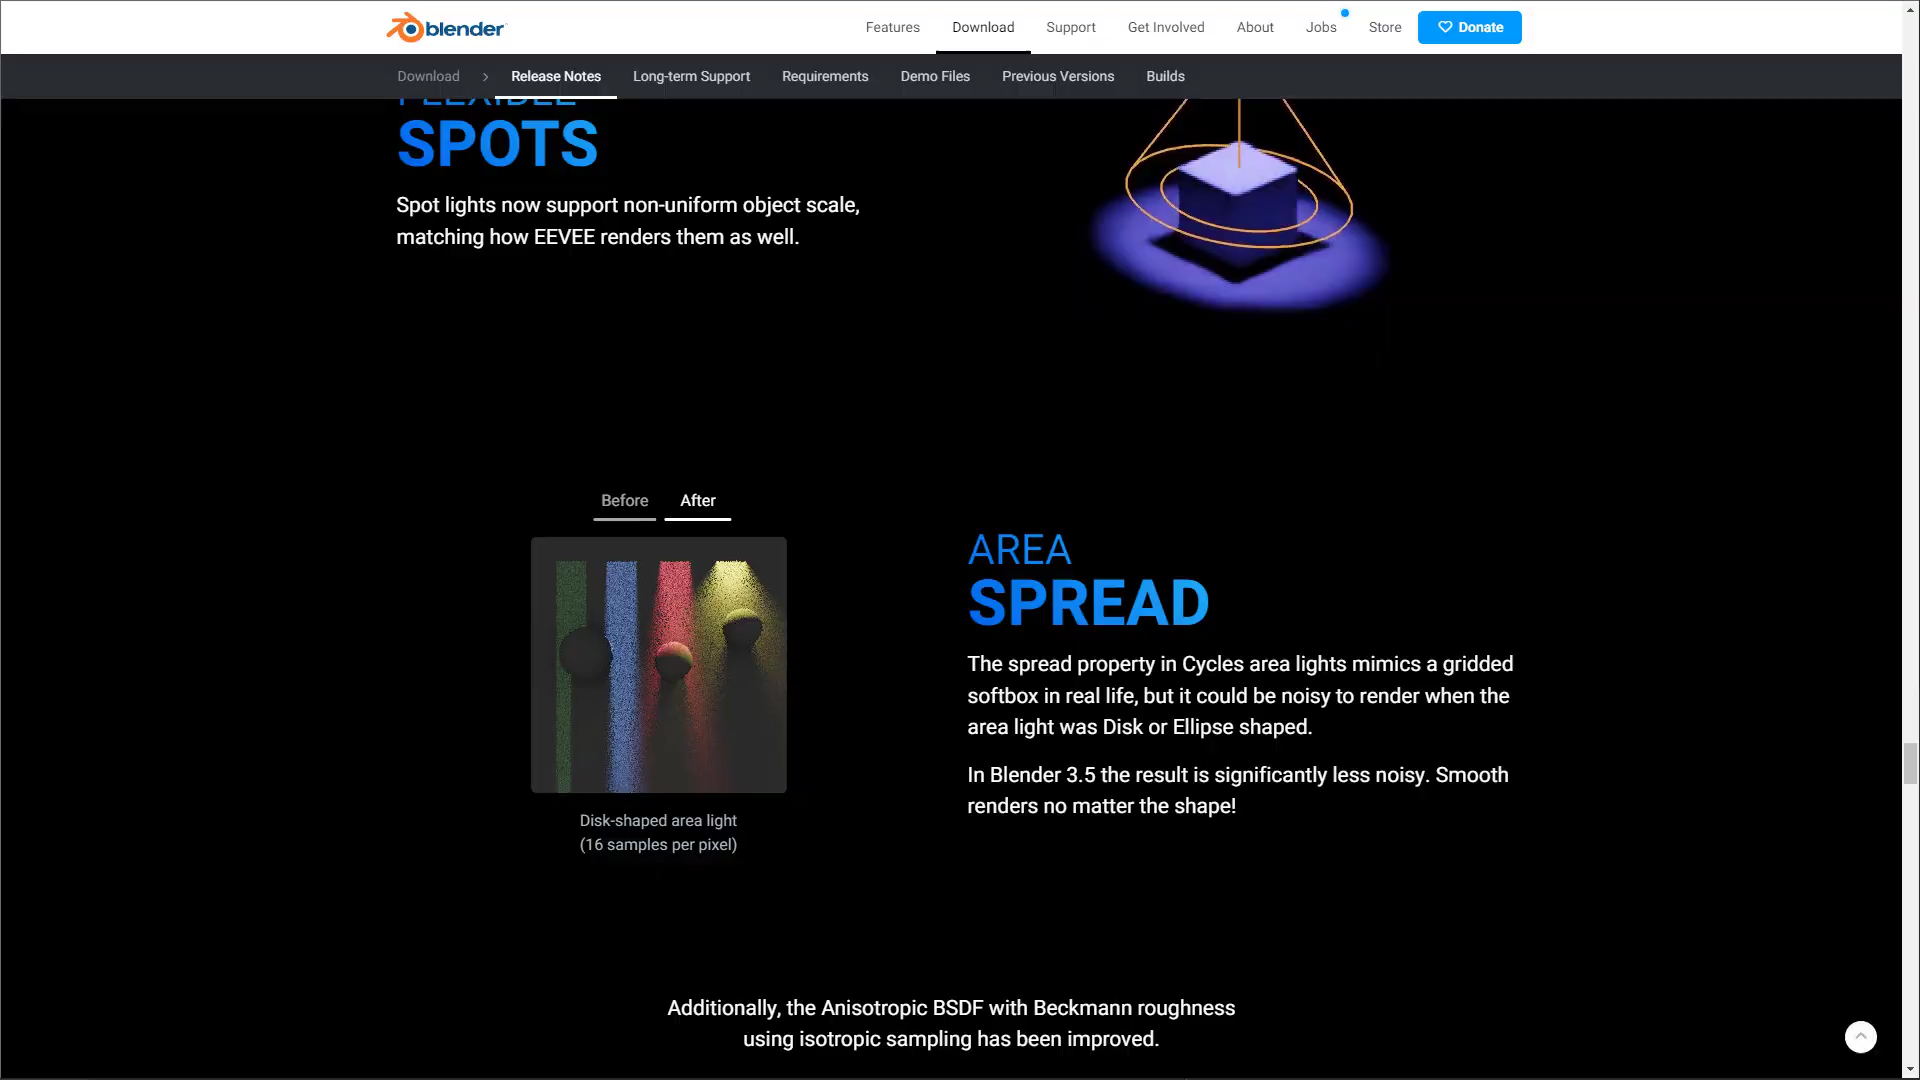 blender
Features
Download
Support
Get Involved
About
Jobs
Store
Donate
Download
Release Notes
Long-term Support
Requirements
Demo Files
Previous Versions
Builds
SPOTS
Spot lights now support non-uniform object scale,
matching how EEVEE renders them as well.
Before
After
Disk-shaped area light
(16 samples per pixel)
AREA
SPREAD
The spread property in Cycles area lights mimics a gridded
softbox in real life, but it could be noisy to render when the
area light was Disk or Ellipse shaped.
In Blender 3.5 the result is significantly less noisy. Smooth
renders no matter the shape!
Additionally, the Anisotropic BSDF with Beckmann roughness
using isotropic sampling has been improved.